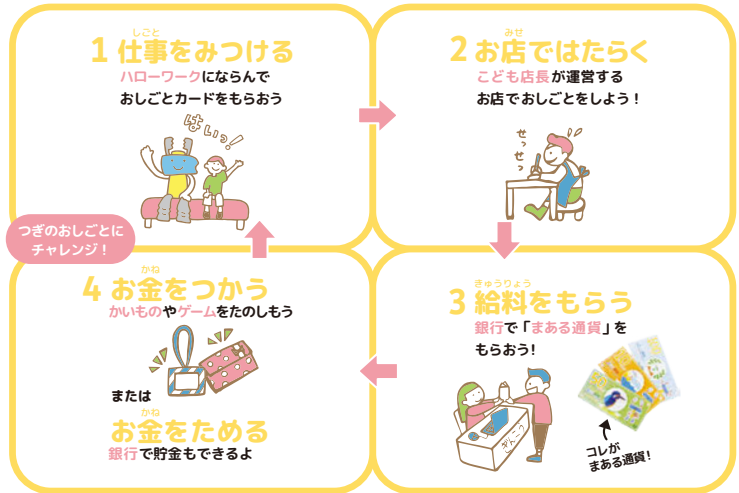 しごと
1 仕事をみつける
ハローワークにならんで
おしごとカードをもらおう
はいっ!
みせ
2 お店ではたらく
こども店長が運営する
お店でおしごとをしよう!
せっせっ
つぎのおしごとに
チャレンジ!
きゅうりょう
3 給料をもらう
銀行で「まある通貨」を
もらおう!
ぎんこう
コレが
まある通貨!
かね
4 お金をつかう
かいものやゲームをたのしもう
または
かね
お金をためる
銀行で貯金もできるよ